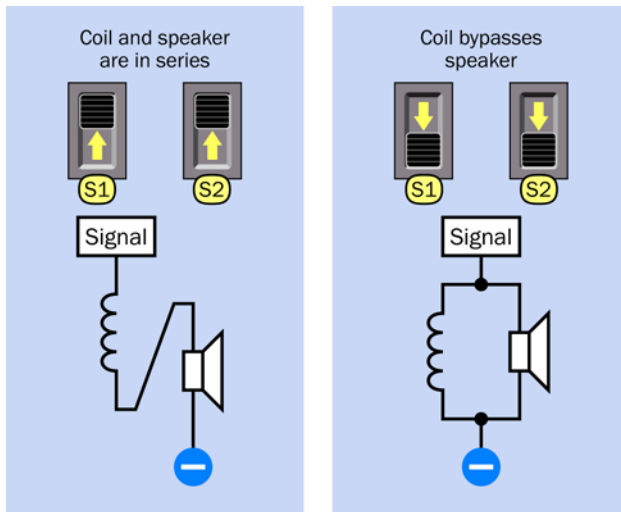 Coil and speaker
are in series
S1
S2
Signal
Coil bypasses
speaker
S1
S2
Signal